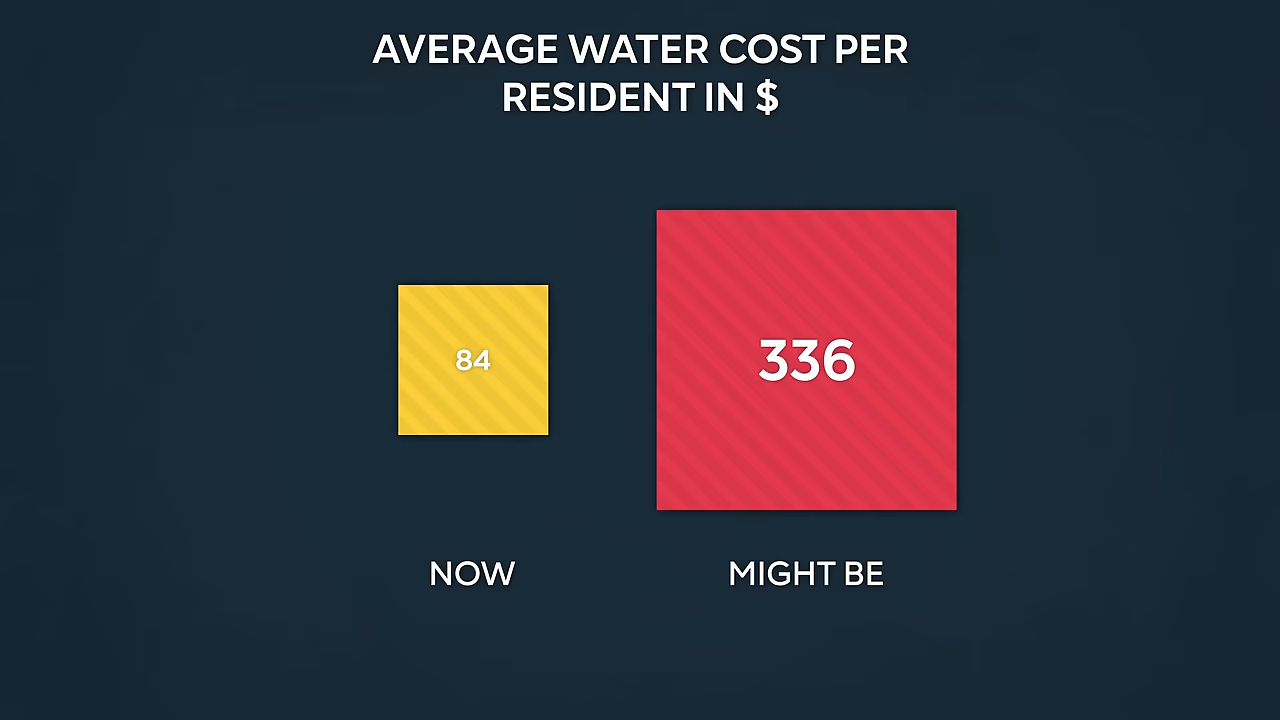 AVERAGE WATER COST PER
RESIDENT IN $
84
336
NOW
MIGHT BE